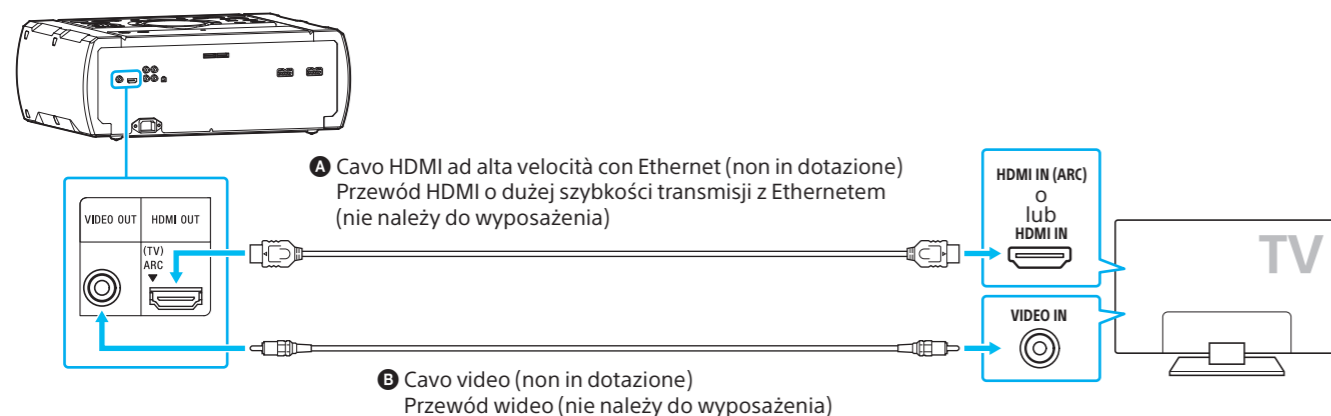 A Cavo HDMI ad alta velocità con Ethernet (non in dotazione)
Przewód HDMI o dużej szybkości transmisji z Ethernetem
(nie należy do wyposażenia)
VIDEO OUT
HDMI OUT
(TV)
ARC
HDMI IN (ARC)
o
lub
HDMI IN
TV
VIDEO IN
B Cavo video (non in dotazione)
Przewód wideo (nie należy do wyposażenia)